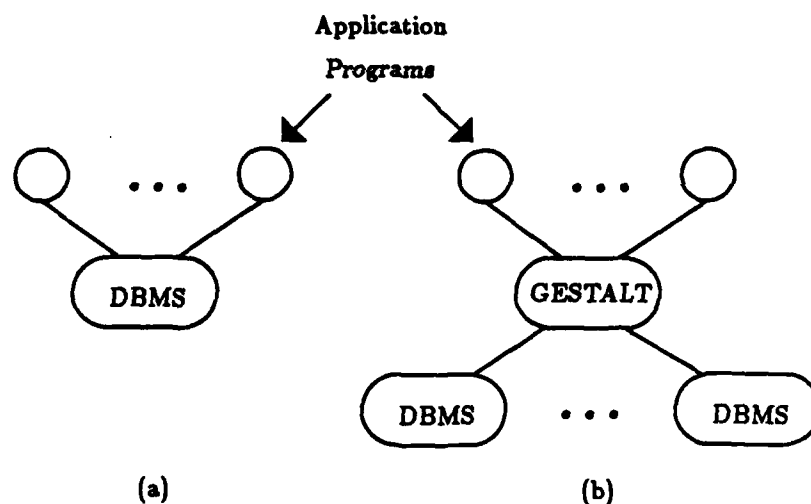 Application
Programs
• • •
• • •
DBMS
GESTALT
DBMS
• • •
DBMS
(a)
(b)